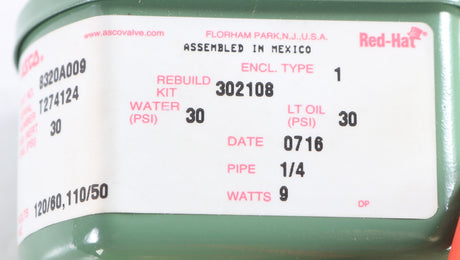 www.ascovalve.com FLORHAM PARK, N.J., U.S.A.
ASSEMBLED IN MEXICO
Red-Hat
8320A009
T274124
30
120/60,110/50
ENCL. TYPE 1
REBUILD KIT 302108
WATER (PSI) 30 LT OIL (PSI) 30
DATE 0716
PIPE 1/4
WATTS 9
DP